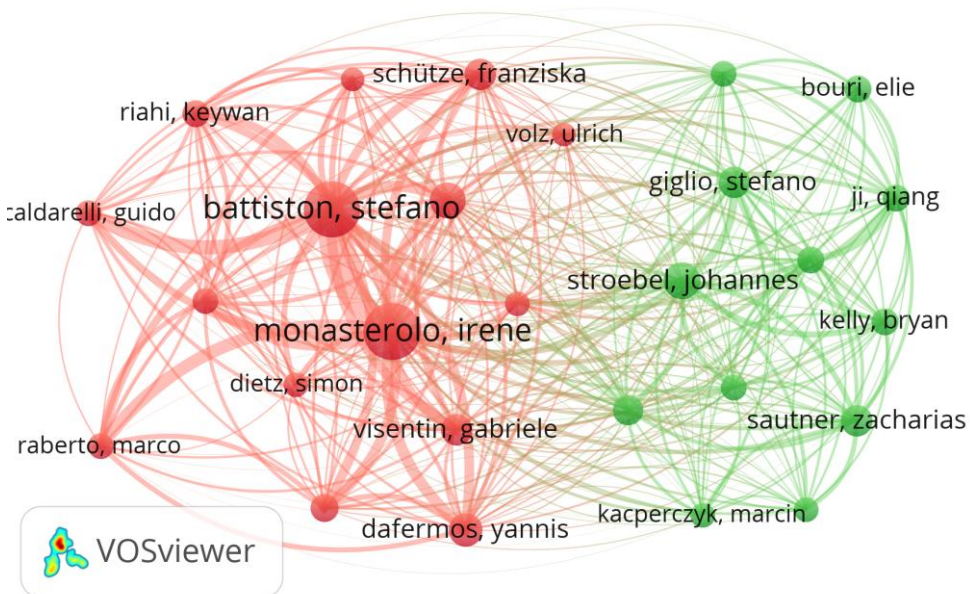 schütze, franziska
bouri, elie
riahi, keywan
volz, ulrich
giglio, stefano
ji, qiang
battiston, stefano
caldarelli, guido
stroebel, johannes
kelly, bryan
monasterolo, irene
dietz, simon
sautner, zacharias
visentin, gabriele
raberto, marco
kacperczyk, marcin
dafermos, yannis
VOSviewer